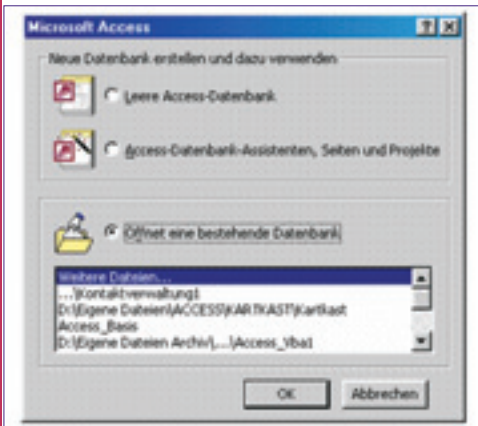 Microsoft Access
Neue Datenbank erstellen und dazu verwenden
Leere Access-Datenbank
Access-Datenbank-Assistenten, Seiten und Projekte
Öffnet eine bestehende Datenbank
Weitere Dateien...
...\Kontaktverwaltung1
D:\Eigene Dateien\ACCESS\KARTKAST\Kartkast
Access_Basis
D:\Eigene Dateien Archiv\,...\Access_Vba1
OK
Abbrechen